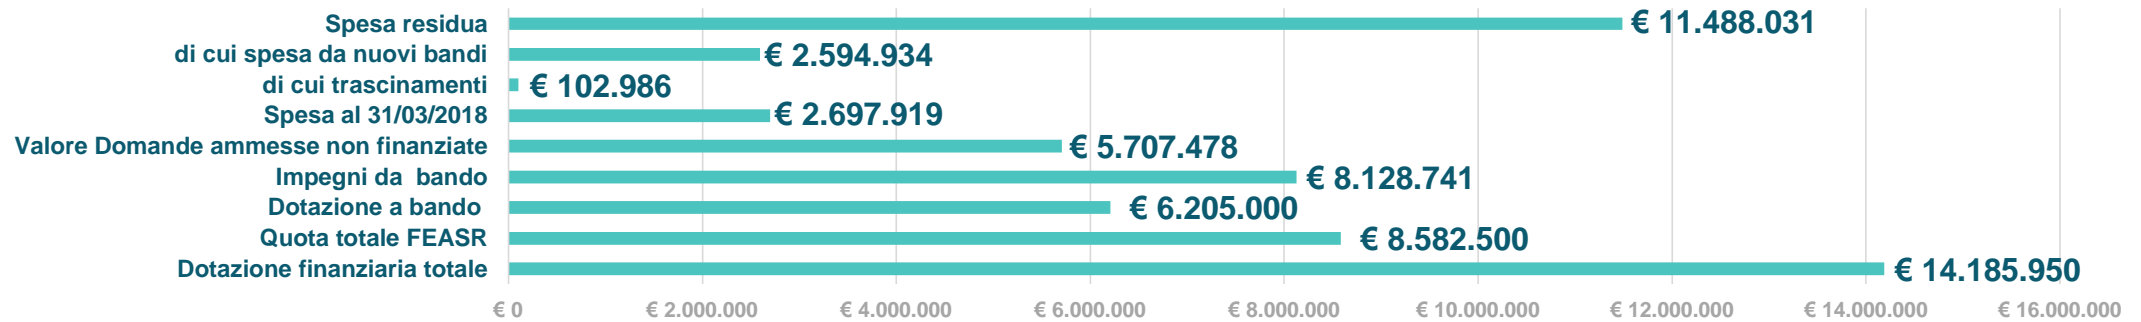 Spesa residua € 11.488.031
di cui spesa da nuovi bandi € 2.594.934
di cui trascinamenti € 102.986
Spesa al 31/03/2018 € 2.697.919
Valore Domande ammesse non finanziate € 5.707.478
Impegni da bando € 8.128.741
Dotazione a bando € 6.205.000
Quota totale FEASR € 8.582.500
Dotazione finanziaria totale € 14.185.950
€ 0 € 2.000.000 € 4.000.000 € 6.000.000 € 8.000.000 € 10.000.000 € 12.000.000 € 14.000.000 € 16.000.000